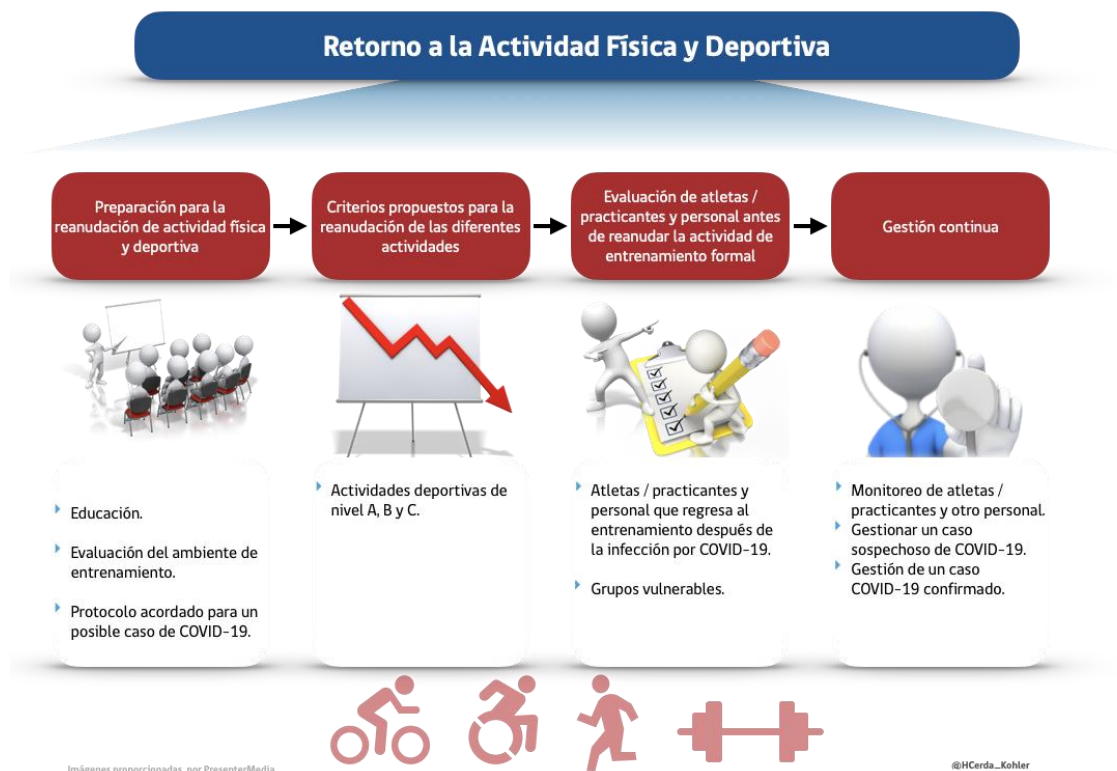 Retorno a la Actividad Física y Deportiva
Preparación para la
reanudación de actividad física
y deportiva
Criterios propuestos para la
reanudación de las diferentes
actividades
Evaluación de atletas /
practicantes y personal antes
de reanudar la actividad de
entrenamiento formal
Gestión continua
Educación.
Evaluación del ambiente de
entrenamiento.
Protocolo acordado para un
posible caso de COVID-19.
Actividades deportivas de
nivel A, B y C.
Atletas / practicantes y
personal que regresa al
entrenamiento después de
la infección por COVID-19.
Grupos vulnerables.
Monitoreo de atletas /
practicantes y otro personal.
Gestionar un caso
sospechoso de COVID-19.
Gestión de un caso
COVID-19 confirmado.
Imágenes proporcionadas por PresenterMedia
@HCerda_Kohler